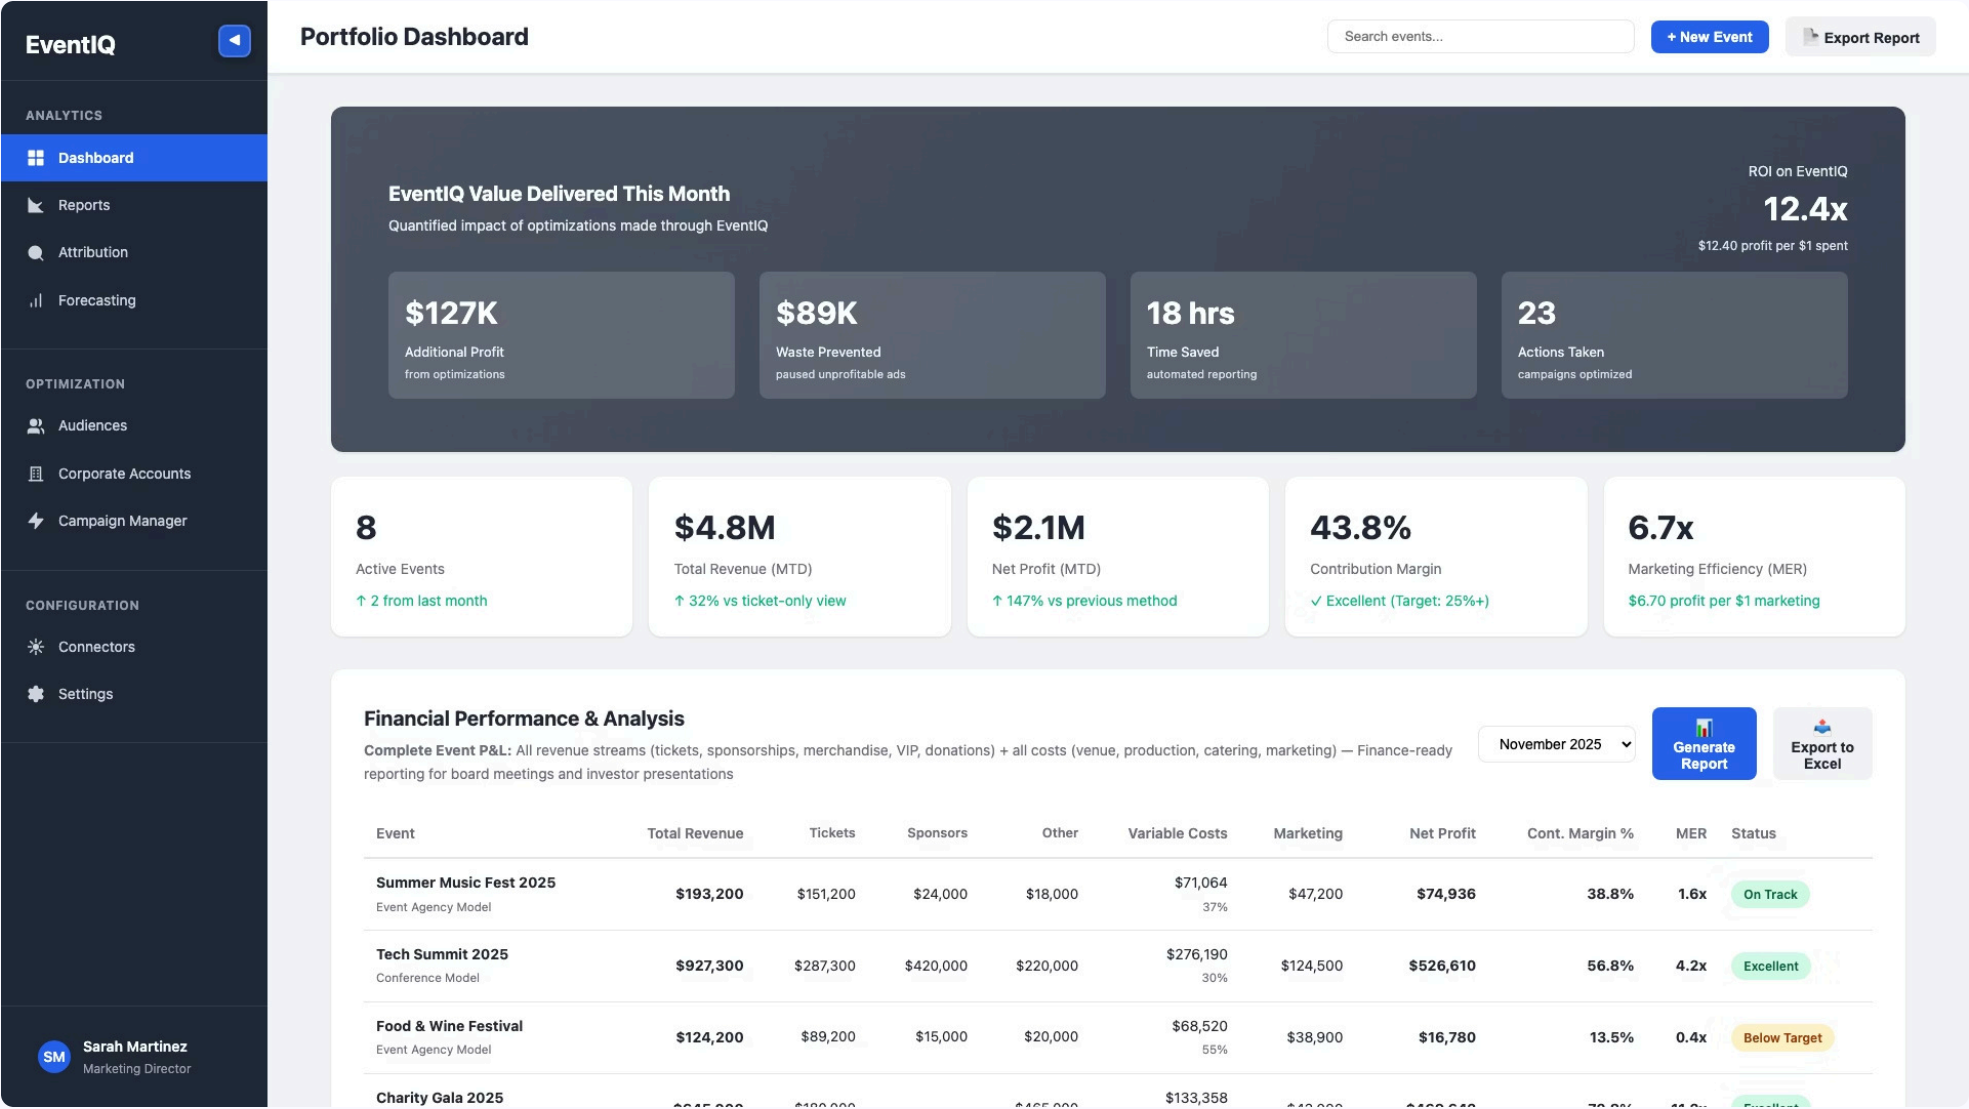 EventIQ
Portfolio Dashboard
Search events...
+ New Event
Export Report
ANALYTICS
Dashboard
Reports
Attribution
Forecasting
OPTIMIZATION
Audiences
Corporate Accounts
Campaign Manager
CONFIGURATION
Connectors
Settings
SM
Sarah Martinez
Marketing Director
EventIQ Value Delivered This Month
Quantified impact of optimizations made through EventIQ
ROI on EventIQ
12.4x
$12.40 profit per $1 spent
$127K
Additional Profit
from optimizations
$89K
Waste Prevented
paused unprofitable ads
18 hrs
Time Saved
automated reporting
23
Actions Taken
campaigns optimized
8
Active Events
↑ 2 from last month
$4.8M
Total Revenue (MTD)
↑ 32% vs ticket-only view
$2.1M
Net Profit (MTD)
↑ 147% vs previous method
43.8%
Contribution Margin
✓ Excellent (Target: 25%+)
6.7x
Marketing Efficiency (MER)
$6.70 profit per $1 marketing
Financial Performance & Analysis
Complete Event P&L: All revenue streams (tickets, sponsorships, merchandise, VIP, donations) + all costs (venue, production, catering, marketing) — Finance-ready
reporting for board meetings and investor presentations
November 2025
Generate
Report
Export to
Excel
Event Total Revenue Tickets Sponsors Other Variable Costs Marketing Net Profit Cont. Margin % MER Status
Summer Music Fest 2025
Event Agency Model
$193,200 $151,200 $24,000 $18,000 $71,064 37% $47,200 $74,936 38.8% 1.6x On Track
Tech Summit 2025
Conference Model
$927,300 $287,300 $420,000 $220,000 $276,190 30% $124,500 $526,610 56.8% 4.2x Excellent
Food & Wine Festival
Event Agency Model
$124,200 $89,200 $15,000 $20,000 $68,520 55% $38,900 $16,780 13.5% 0.4x Below Target
Charity Gala 2025
$133,358